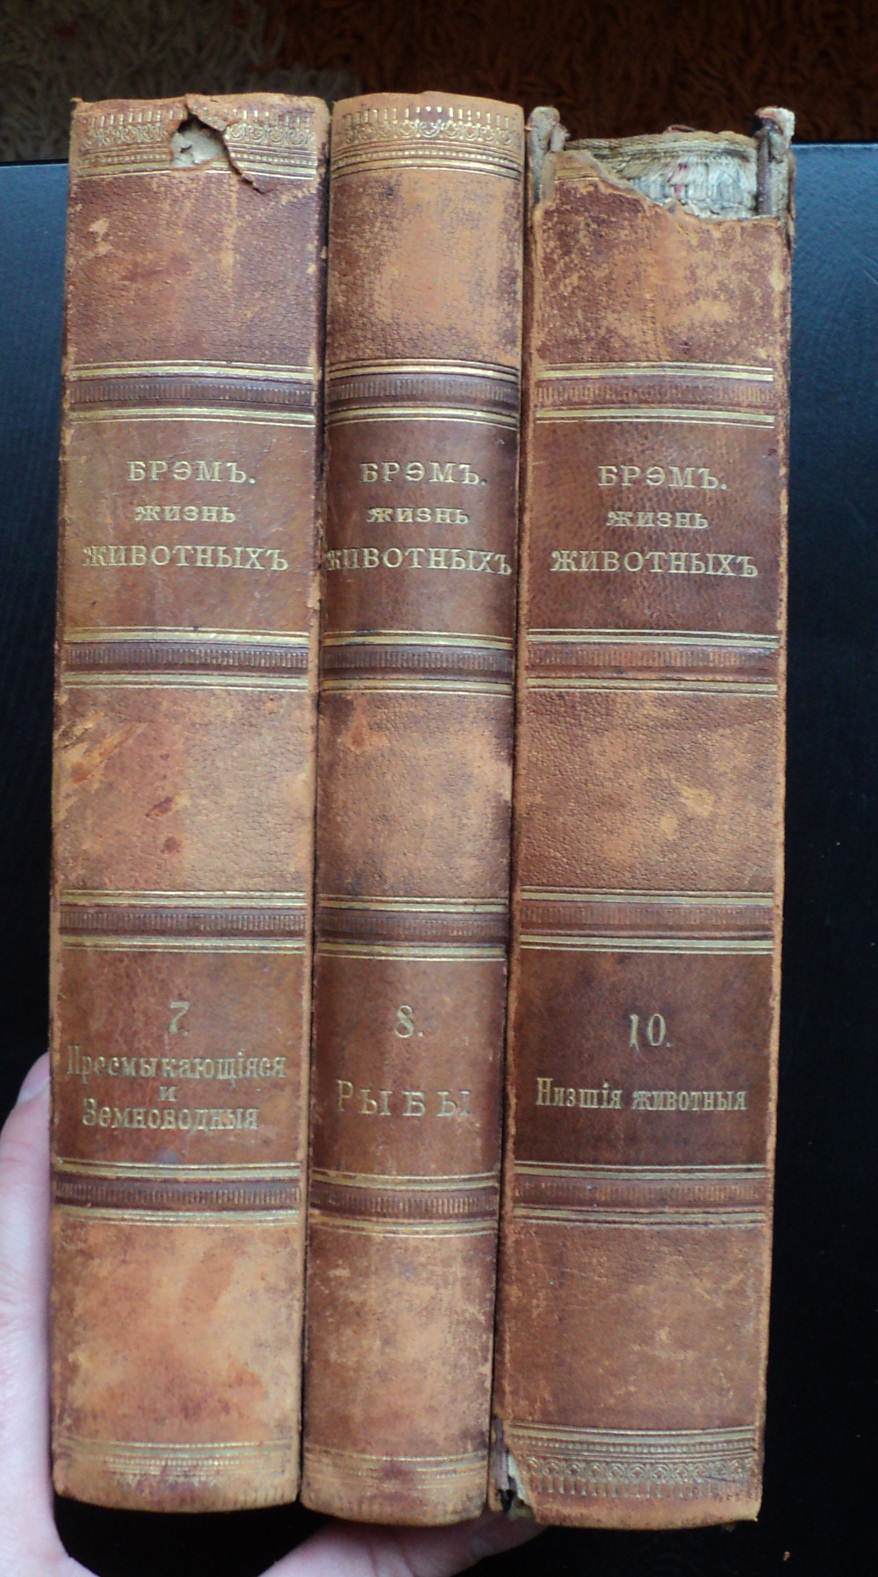 БРЭМЪ.
ЖИЗНЬ
ЖИВОТНЫХЪ
7.
Пресмыкающіяся
и
Земноводныя
БРЭМЪ.
ЖИЗНЬ
ЖИВОТНЫХЪ
8.
РЫБЫ
БРЭМЪ.
ЖИЗНЬ
ЖИВОТНЫХЪ
10.
Низшія животныя